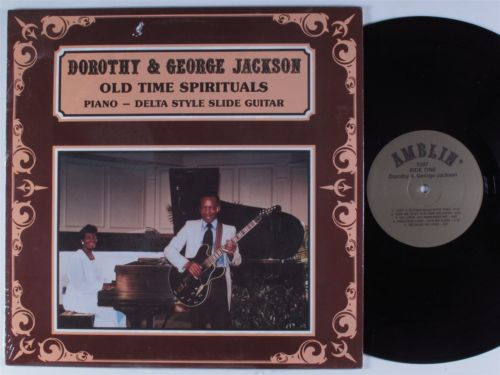 DOROTHY & GEORGE JACKSON
OLD TIME SPIRITUALS
PIANO — DELTA STYLE SLIDE GUITAR
AMBLIN'
SIDE ONE
Dorothy & George Jackson